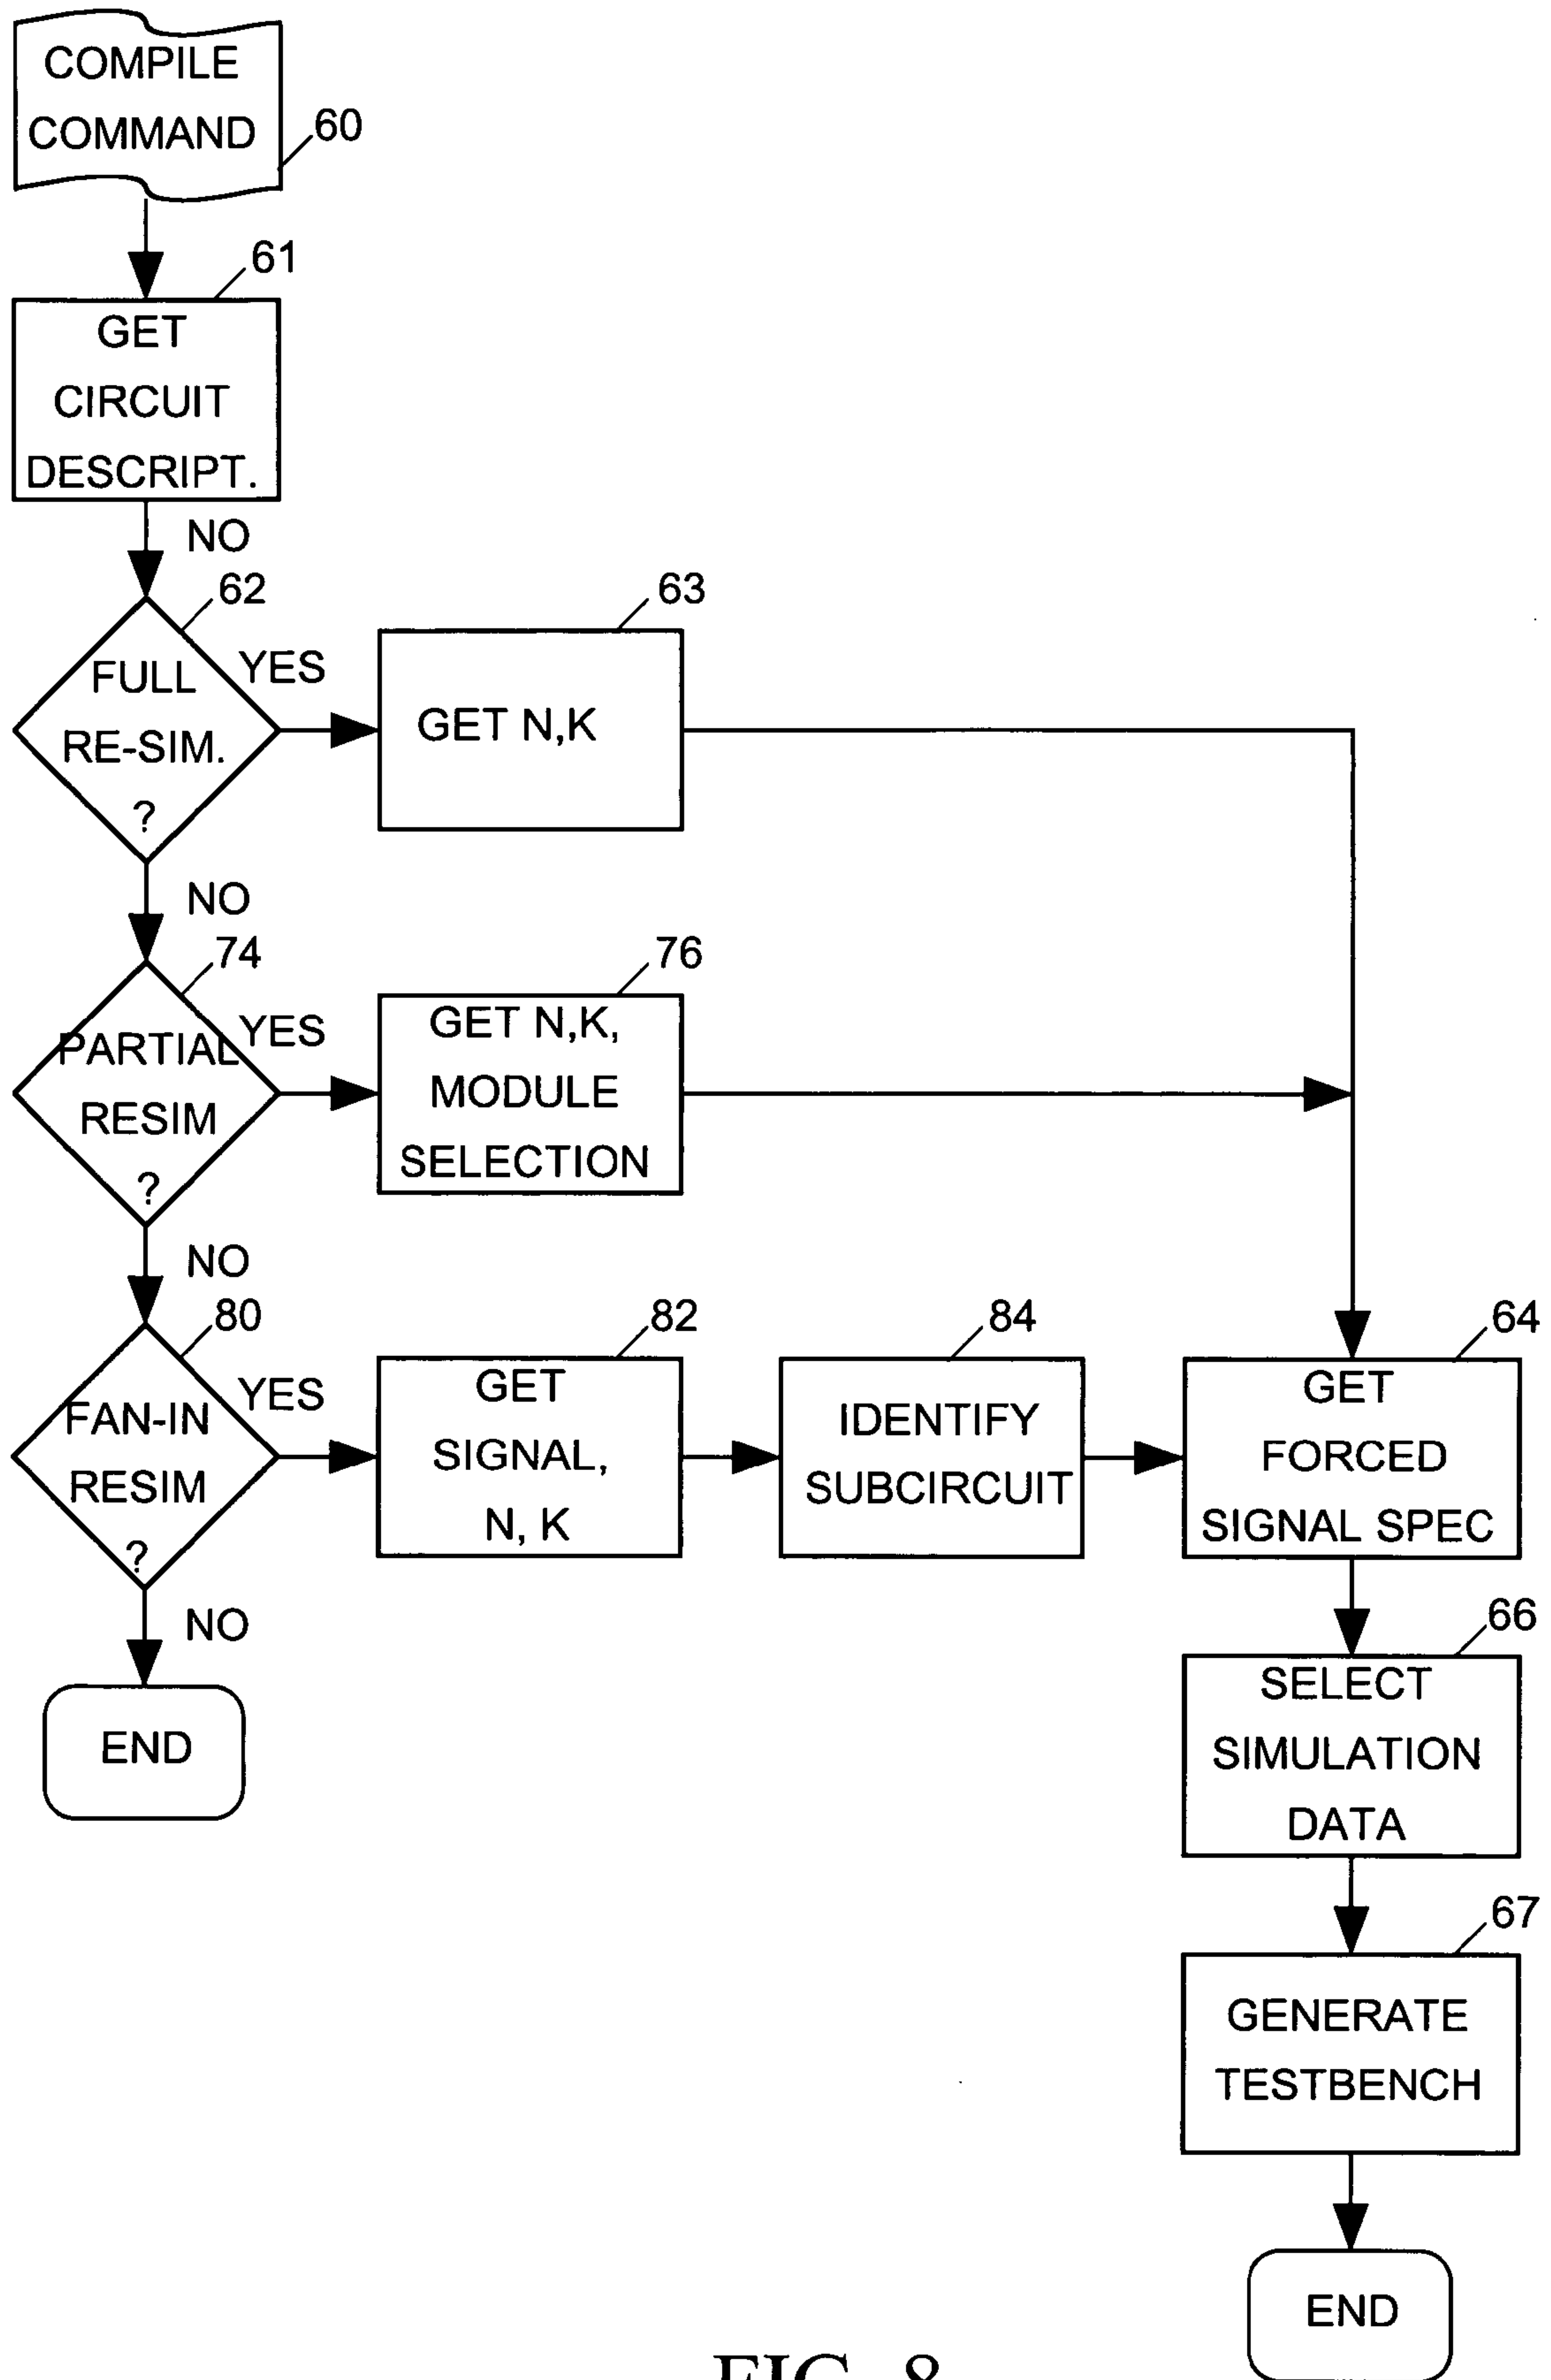 COMPILE
COMMAND
60
61
GET
CIRCUIT
DESCRIPT.
NO
62
FULL
RE-SIM.
?
YES
63
GET N,K
NO
74
PARTIAL
RESIM
?
YES
76
GET N,K,
MODULE
SELECTION
NO
80
FAN-IN
RESIM
?
YES
82
GET
SIGNAL,
N, K
84
IDENTIFY
SUBCIRCUIT
64
GET
FORCED
SIGNAL SPEC
NO
END
66
SELECT
SIMULATION
DATA
67
GENERATE
TESTBENCH
END
FIG. 8